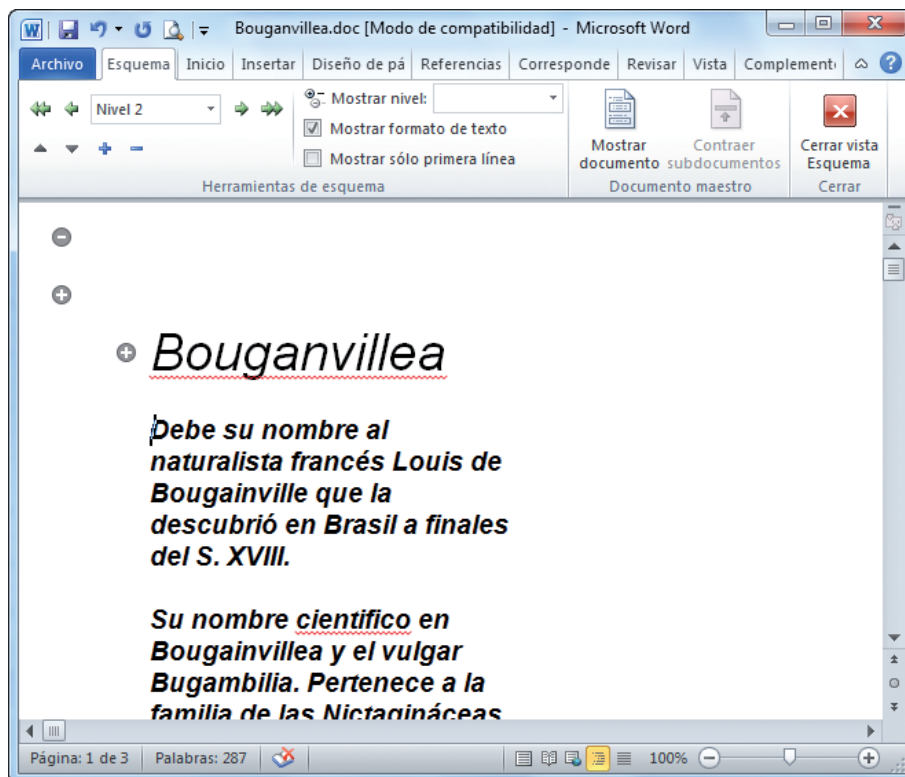 Bouganvillea.doc [Modo de compatibilidad] - Microsoft Word
Archivo Esquema Inicio Insertar Diseño de pá Referencias Corresponde Revisar Vista Complement
Nivel 2
Mostrar nivel:
Mostrar formato de texto
Mostrar sólo primera línea
Herramientas de esquema
Mostrar documento
Contraer subdocumentos
Documento maestro
Cerrar vista Esquema
Cerrar
Bouganvillea
Debe su nombre al
naturalista francés Louis de
Bougainville que la
descubrió en Brasil a finales
del S. XVIII.
Su nombre cientifico en
Bougainvillea y el vulgar
Bugambilia. Pertenece a la
familia de las Nictagináceas
Página: 1 de 3 Palabras: 287 100%